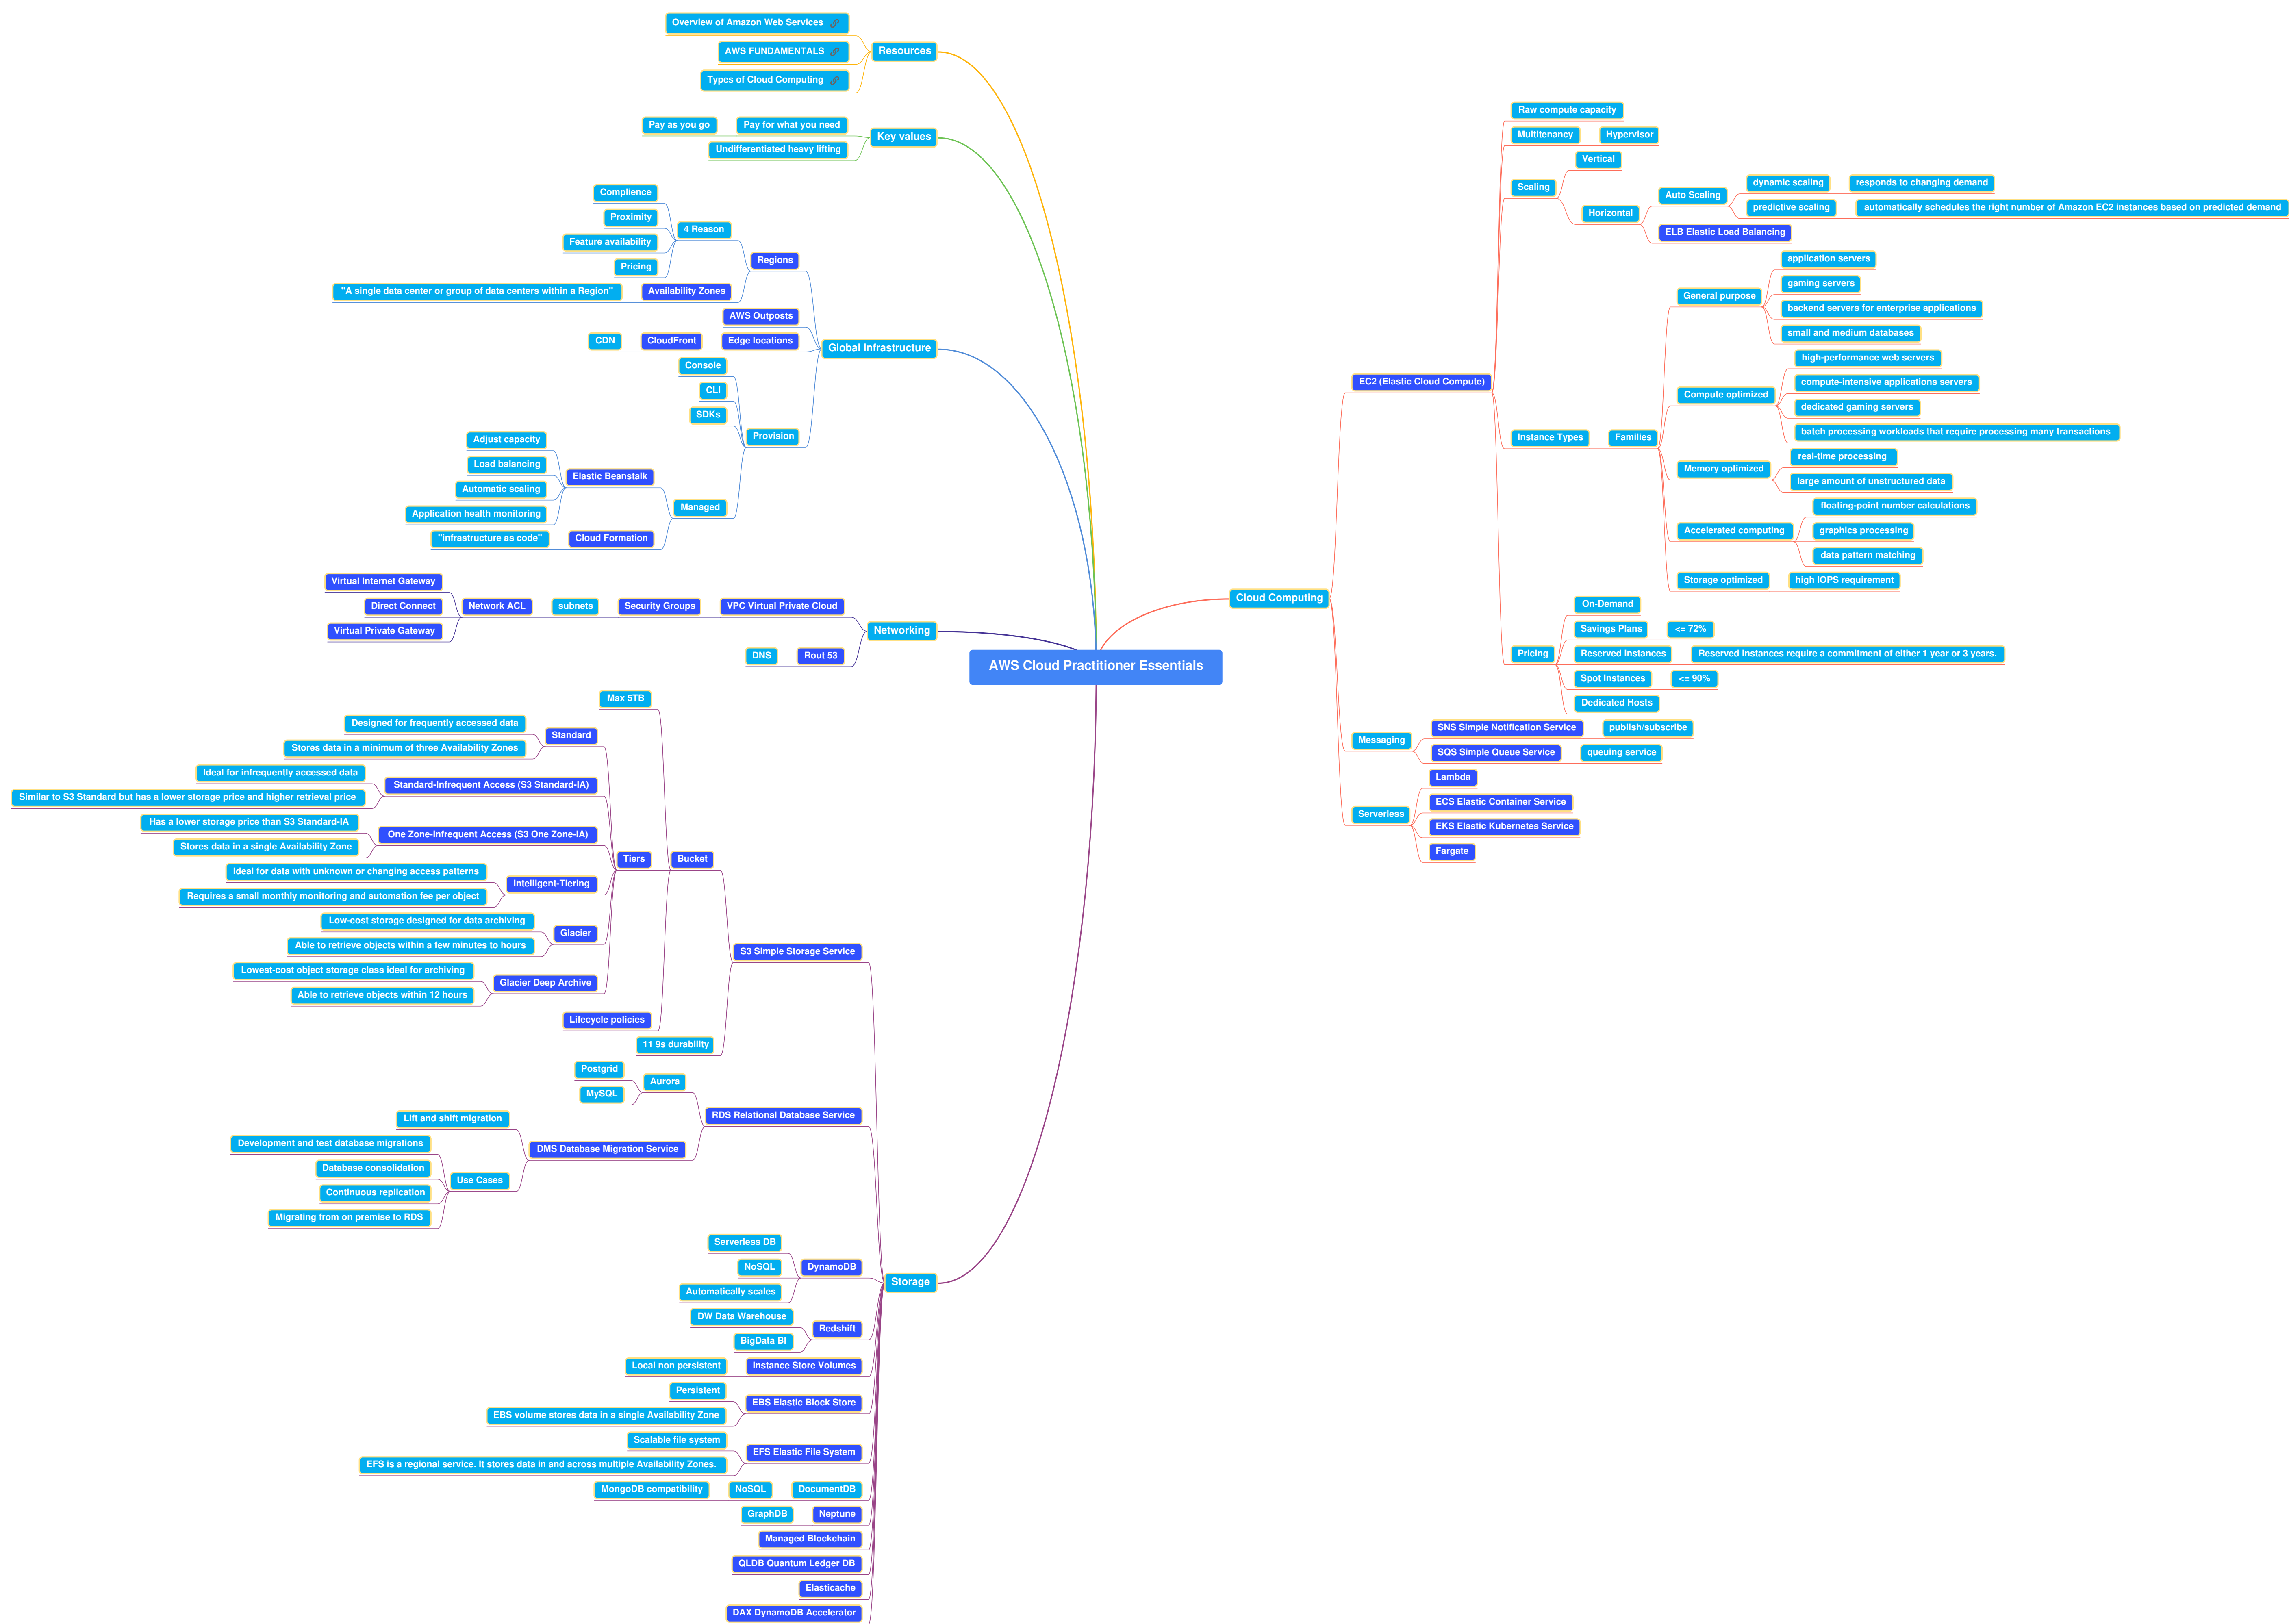 AWS Cloud Practitioner Essentials
Resources
Overview of Amazon Web Services
AWS FUNDAMENTALS
Types of Cloud Computing
Key values
Pay for what you need
Pay as you go
Undifferentiated heavy lifting
Global Infrastructure
Regions
4 Reason
Complience
Proximity
Feature availability
Pricing
Availability Zones
"A single data center or group of data centers within a Region"
AWS Outposts
Edge locations
CloudFront
CDN
Provision
Console
CLI
SDKs
Managed
Elastic Beanstalk
Adjust capacity
Load balancing
Automatic scaling
Application health monitoring
Cloud Formation
"infrastructure as code"
Networking
VPC Virtual Private Cloud
Security Groups
subnets
Network ACL
Virtual Internet Gateway
Direct Connect
Virtual Private Gateway
Rout 53
DNS
Storage
S3 Simple Storage Service
Bucket
Max 5TB
Tiers
Standard
Designed for frequently accessed data
Stores data in a minimum of three Availability Zones
Standard-Infrequent Access (S3 Standard-IA)
Ideal for infrequently accessed data
Similar to S3 Standard but has a lower storage price and higher retrieval price
One Zone-Infrequent Access (S3 One Zone-IA)
Has a lower storage price than S3 Standard-IA
Stores data in a single Availability Zone
Intelligent-Tiering
Ideal for data with unknown or changing access patterns
Requires a small monthly monitoring and automation fee per object
Glacier
Low-cost storage designed for data archiving
Able to retrieve objects within a few minutes to hours
Glacier Deep Archive
Lowest-cost object storage class ideal for archiving
Able to retrieve objects within 12 hours
Lifecycle policies
11 9s durability
RDS Relational Database Service
Aurora
Postgrid
MySQL
DMS Database Migration Service
Lift and shift migration
Use Cases
Development and test database migrations
Database consolidation
Continuous replication
Migrating from on premise to RDS
DynamoDB
Serverless DB
NoSQL
Automatically scales
Redshift
DW Data Warehouse
BigData BI
Instance Store Volumes
Local non persistent
EBS Elastic Block Store
Persistent
EBS volume stores data in a single Availability Zone
EFS Elastic File System
Scalable file system
EFS is a regional service. It stores data in and across multiple Availability Zones.
DocumentDB
NoSQL
MongoDB compatibility
Neptune
GraphDB
Managed Blockchain
QLDB Quantum Ledger DB
Elasticache
DAX DynamoDB Accelerator
Cloud Computing
EC2 (Elastic Cloud Compute)
Raw compute capacity
Multitenancy
Hypervisor
Scaling
Vertical
Horizontal
Auto Scaling
dynamic scaling
responds to changing demand
predictive scaling
automatically schedules the right number of Amazon EC2 instances based on predicted demand
ELB Elastic Load Balancing
Instance Types
Families
General purpose
application servers
gaming servers
backend servers for enterprise applications
small and medium databases
Compute optimized
high-performance web servers
compute-intensive applications servers
dedicated gaming servers
batch processing workloads that require processing many transactions
Memory optimized
real-time processing
large amount of unstructured data
Accelerated computing
floating-point number calculations
graphics processing
data pattern matching
Storage optimized
high IOPS requirement
Pricing
On-Demand
Savings Plans
<= 72%
Reserved Instances
Reserved Instances require a commitment of either 1 year or 3 years.
Spot Instances
<= 90%
Dedicated Hosts
Messaging
SNS Simple Notification Service
publish/subscribe
SQS Simple Queue Service
queuing service
Serverless
Lambda
ECS Elastic Container Service
EKS Elastic Kubernetes Service
Fargate